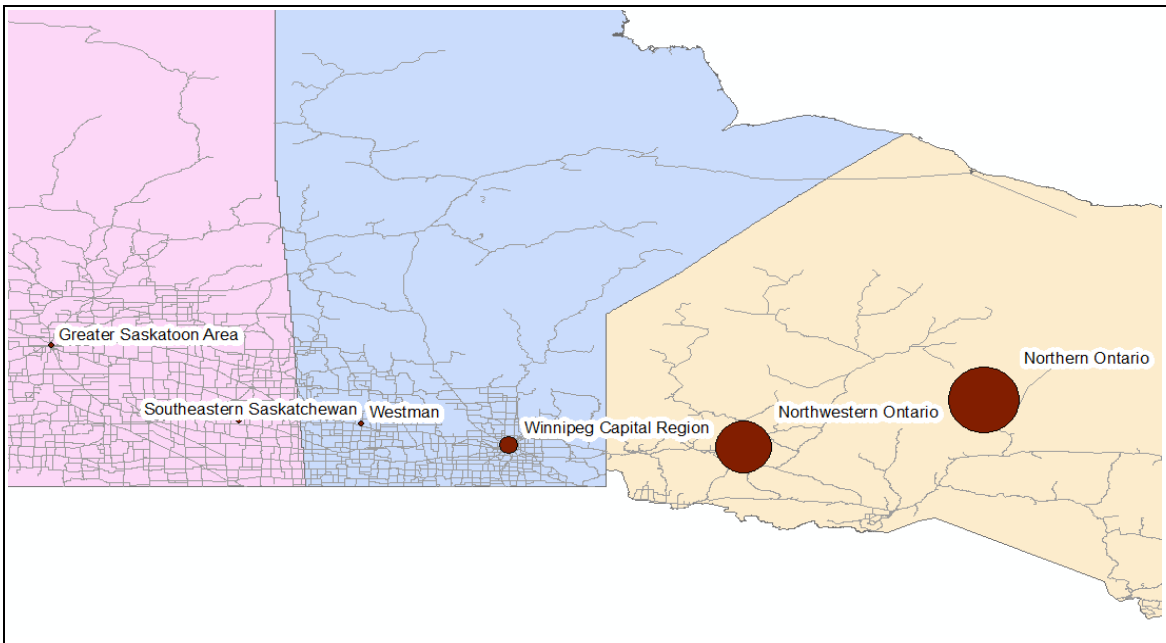 Greater Saskatoon Area
Southeastern Saskatchewan
Westman
Winnipeg Capital Region
Northwestern Ontario
Northern Ontario